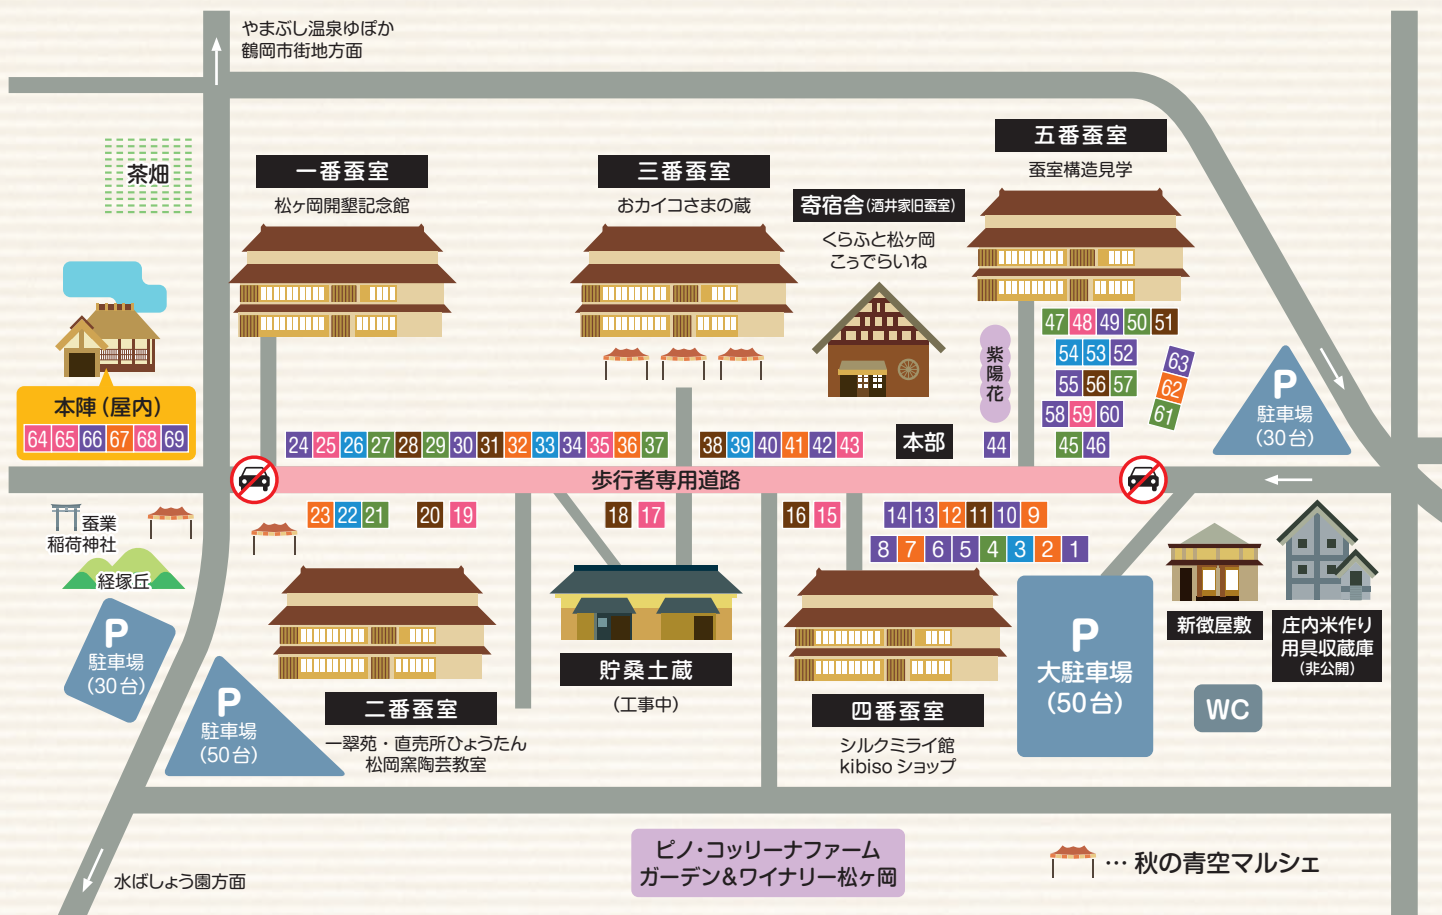 やまぶし温泉ゆぽか
鶴岡市街地方面
茶畑
一番蚕室
松ヶ岡開墾記念館
三番蚕室
おカイコさまの蔵
寄宿舎(酒井家旧蚕室)
くらふと松ヶ岡
こぅでらいね
五番蚕室
蚕室構造見学
47 48 49 50 51
54 53 52
55 56 57
58 59 60
45 46
63
62
61
紫陽花
44
P
駐車場
(30台)
本陣(屋内)
64 65 66 67 68 69
24 25 26 27 28 29 30 31 32 33 34 35 36 37
38 39 40 41 42 43
本部
歩行者専用道路
23 22 21
20 19
18 17
16 15
14 13 12 11 10 9
8 7 6 5 4 3 2 1
蚕業
稲荷神社
経塚丘
P
駐車場
(30台)
P
駐車場
(50台)
二番蚕室
一翠苑・直売所ひょうたん
松岡窯陶芸教室
貯桑土蔵
(工事中)
四番蚕室
シルクミライ館
kibisoショップ
P
大駐車場
(50台)
新徴屋敷
庄内米作り
用具収蔵庫
(非公開)
WC
ピノ・コッリーナファーム
ガーデン&ワイナリー松ヶ岡
… 秋の青空マルシェ
水ばしょう園方面